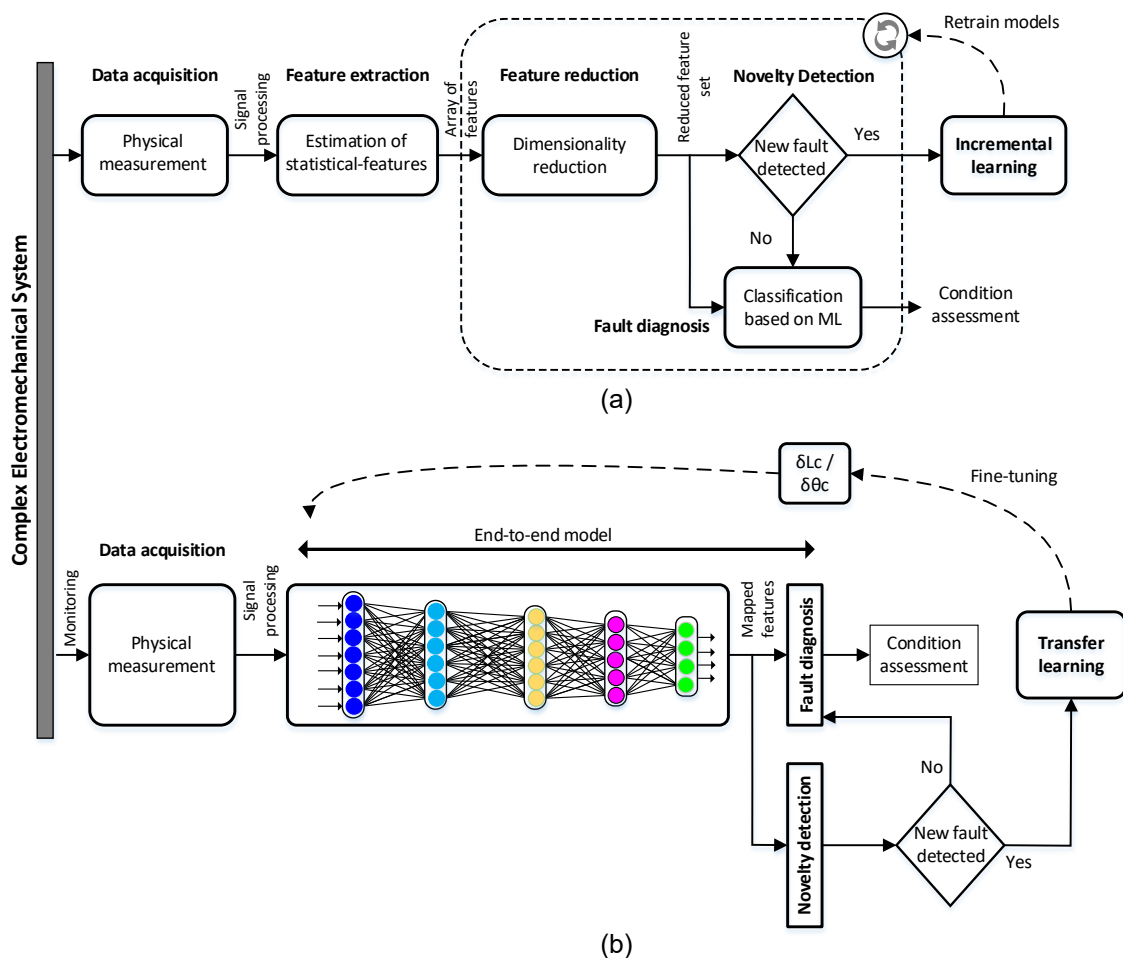 Complex Electromechanical System
Retrain models
Data acquisition
Signal
processing
Feature extraction
Array of
features
Feature reduction
Reduced feature
set
Novelty Detection
Physical
measurement
Estimation of
statistical-features
Dimensionality
reduction
New fault
detected
Yes
Incremental
learning
No
Classification
based on ML
Fault diagnosis
Condition
assessment
(a)
δLc /
δθc
Fine-tuning
End-to-end model
Data acquisition
Monitoring
Signal
processing
Physical
measurement
Mapped
features
Fault diagnosis
Condition
assessment
Transfer
learning
No
Novelty detection
New fault
detected
Yes
(b)